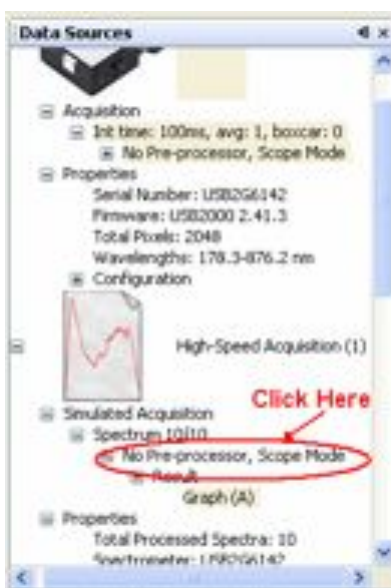 Data Sources
Acquisition
Int time: 100ms, avg: 1, boxcar: 0
No Pre-processor, Scope Mode
Properties
Serial Number: USB2G6142
Firmware: USB2000 2.41.3
Total Pixels: 2048
Wavelengths: 178.3-876.2 nm
Configuration
High-Speed Acquisition (1)
Click Here
Simulated Acquisition
Spectrum 10/10
No Pre-processor, Scope Mode
Result
Graph (A)
Properties
Total Processed Spectra: 10
Spectrometer: USB2G6142